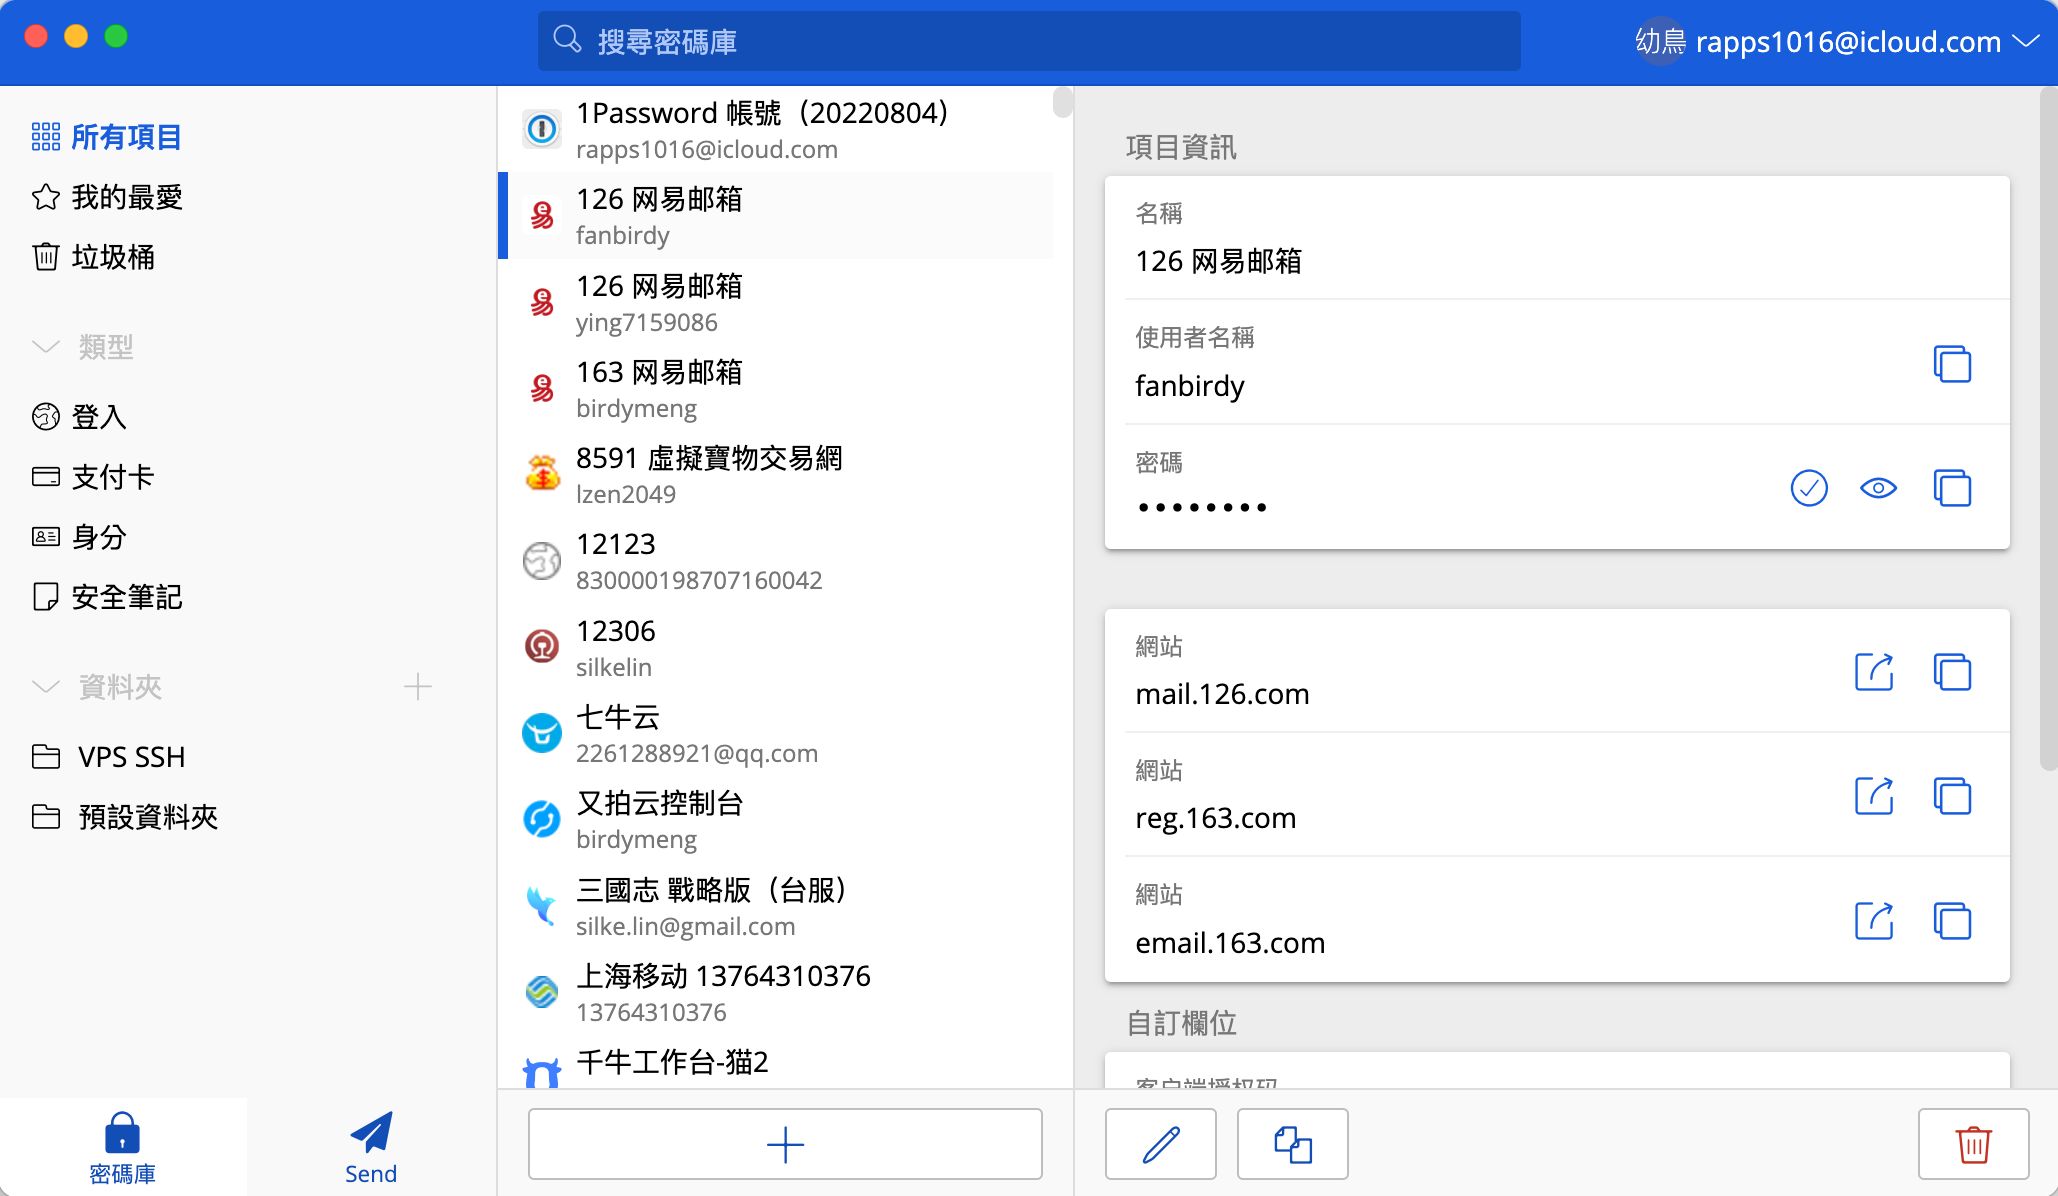 搜尋密碼庫
幼鳥 rapps1016@icloud.com
所有項目
我的最愛
垃圾桶
類型
登入
支付卡
身分
安全筆記
資料夾
VPS SSH
預設資料夾
密碼庫
Send
1Password 帳號（20220804）
rapps1016@icloud.com
126 网易邮箱
fanbirdy
126 网易邮箱
ying7159086
163 网易邮箱
birdymeng
8591 虛擬寶物交易網
lzen2049
12123
830000198707160042
12306
silkelin
七牛云
2261288921@qq.com
又拍云控制台
birdymeng
三國志 戰略版（台服）
silke.lin@gmail.com
上海移动 13764310376
13764310376
千牛工作台-猫2
項目資訊
名稱
126 网易邮箱
使用者名稱
fanbirdy
密碼
••••••••
網站
mail.126.com
網站
reg.163.com
網站
email.163.com
自訂欄位
客户端授权码